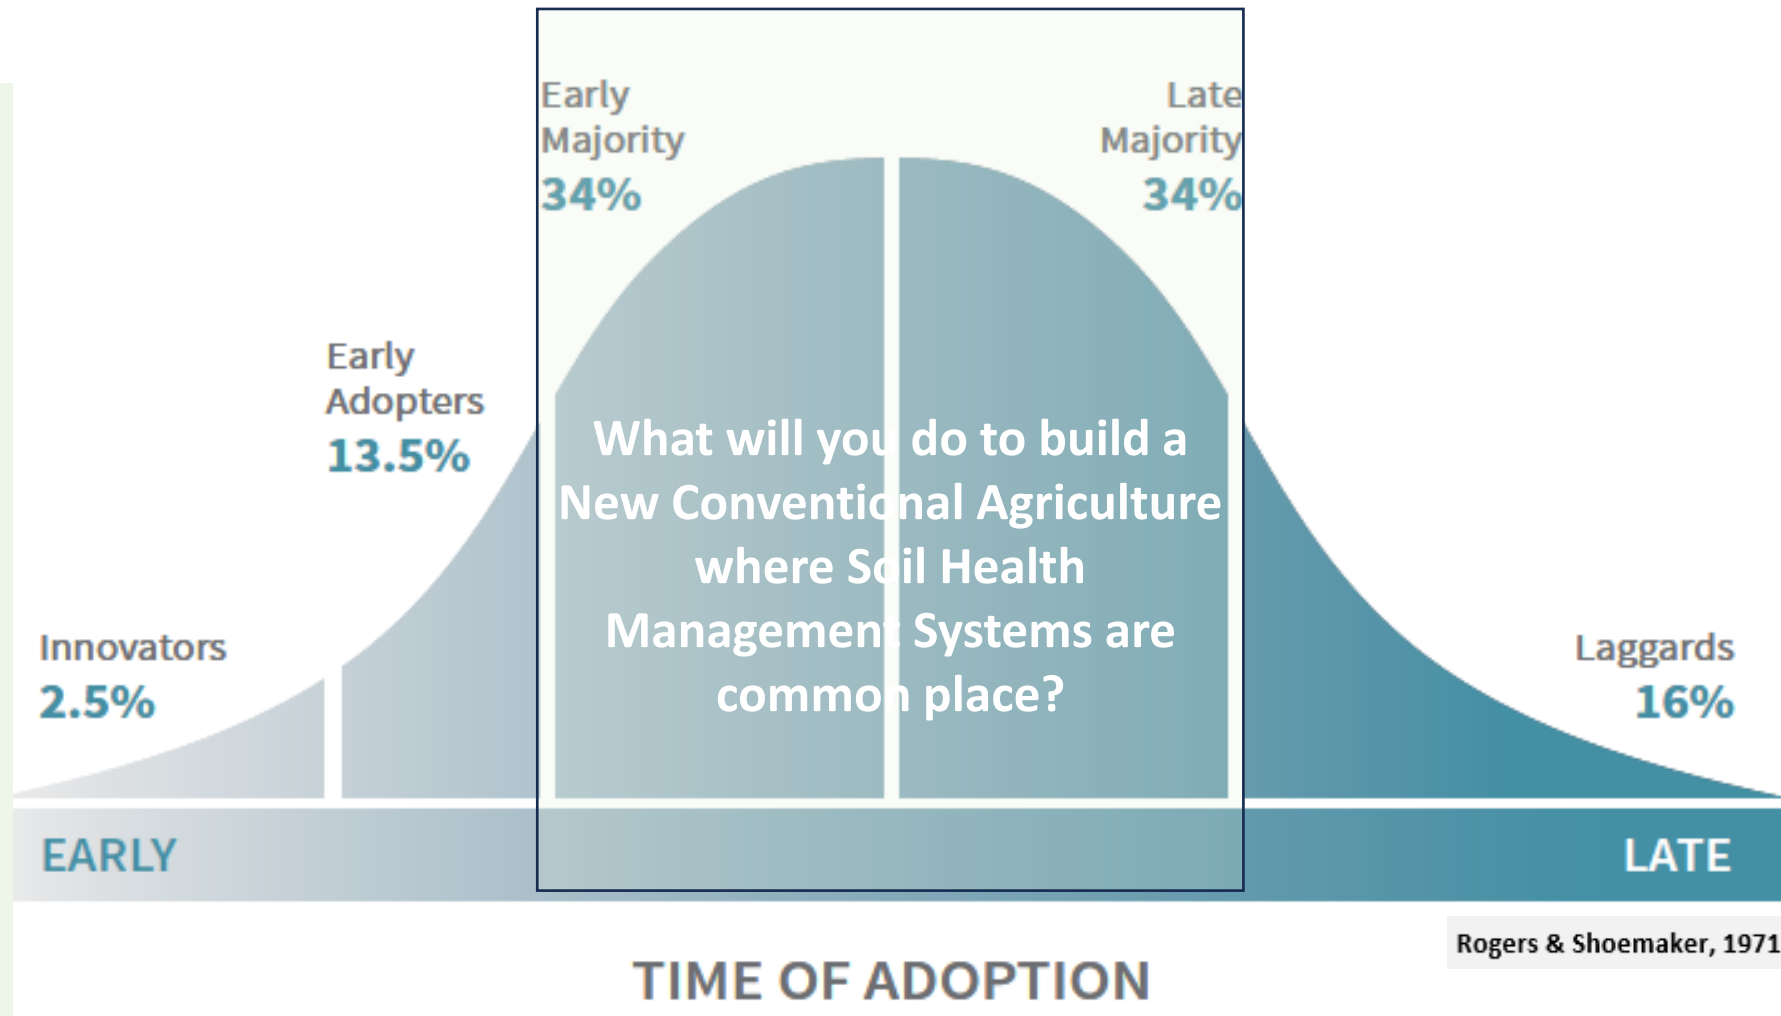 Early
Majority
34%
Late
Majority
34%
Early
Adopters
13.5%
What will you do to build a
New Conventional Agriculture
where Soil Health
Management Systems are
common place?
Innovators
2.5%
Laggards
16%
EARLY
LATE
Rogers & Shoemaker, 1971
TIME OF ADOPTION